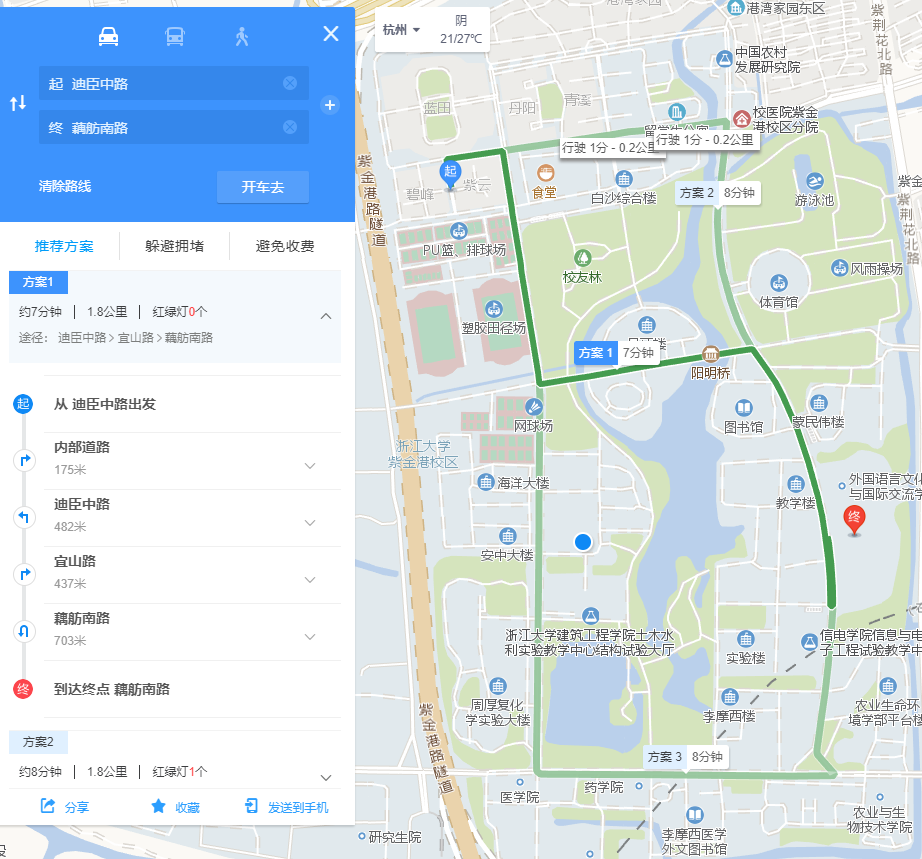 起 迪臣中路
终 藕舫南路
清除路线
开车去
推荐方案
躲避拥堵
避免收费
方案1
约7分钟 | 1.8公里 | 红绿灯0个
途径： 迪臣中路 > 宜山路 > 藕舫南路
起
从 迪臣中路出发
内部道路
175米
迪臣中路
482米
宜山路
437米
藕舫南路
703米
终
到达终点 藕舫南路
方案2
约8分钟 | 1.8公里 | 红绿灯1个
分享
收藏
发送到手机
杭州
阴
21/27℃
港湾家园东区
紫荆花北路
中国农村
发展研究院
蓝田
丹阳
青溪
校医院紫金
港校区分院
行驶 1分 - 0.2公里
行驶 1分 - 0.2公里
紫金港路隧道
起
碧峰
紫云
食堂
白沙综合楼
方案 2 8分钟
游泳池
PU篮、排球场
校友林
风雨操场
体育馆
塑胶田径场
方案 1 7分钟
阳明桥
网球场
图书馆
蒙民伟楼
浙江大学
紫金港校区
海洋大楼
教学楼
外国语言文化
与国际交流学
终
安中大楼
浙江大学建筑工程学院土木水
利实验教学中心结构试验大厅
信电学院信息与电
子工程试验教学中
实验楼
周厚复化
学实验大楼
李摩西楼
农业生命环
境学部平台楼
紫金港路隧道
方案 3 8分钟
医学院
药学院
李摩西医学
外文图书馆
农业与生
物技术学院
研究生院